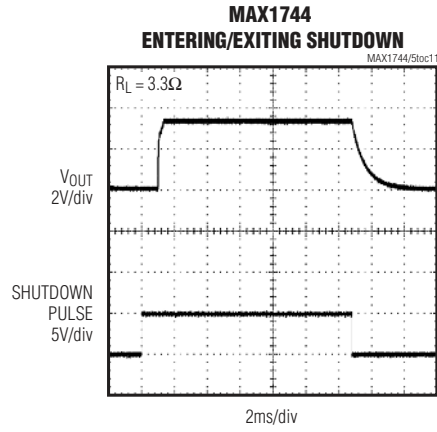 MAX1744
ENTERING/EXITING SHUTDOWN
MAX1744/5toc11
RL = 3.3Ω
VOUT
2V/div
SHUTDOWN
PULSE
5V/div
2ms/div